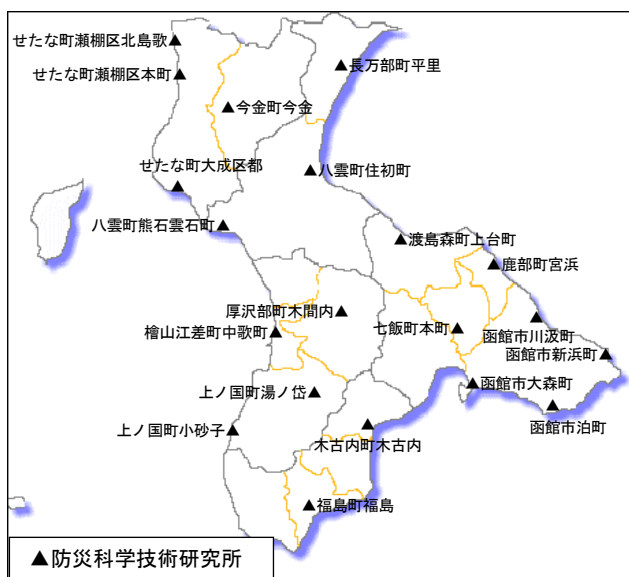 せたな町瀬棚区北島歌
長万部町平里
せたな町瀬棚区本町
今金町今金
せたな町大成区都
八雲町住初町
八雲町熊石雲石町
渡島森町上台町
鹿部町宮浜
厚沢部町木間内
檜山江差町中歌町
七飯町本町
函館市川汲町
函館市新浜町
函館市大森町
上ノ国町湯ノ岱
函館市泊町
上ノ国町小砂子
木古内町木古内
福島町福島
▲防災科学技術研究所